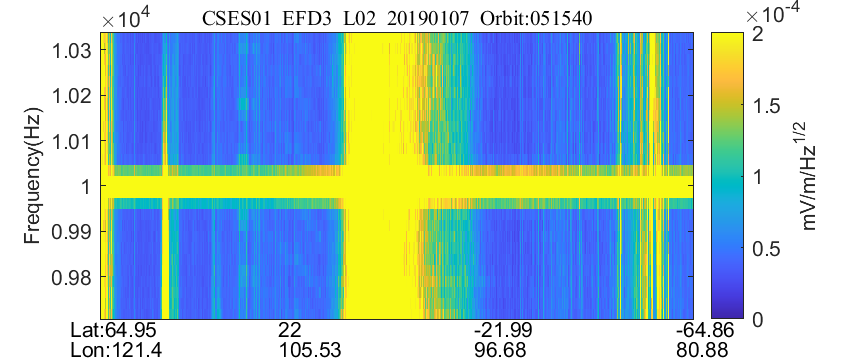 CSES01 EFD3 L02 20190107 Orbit:051540
×10⁴
1.03
1.02
1.01
1
0.99
0.98
Frequency(Hz)
Lat:64.95 22 -21.99 -64.86
Lon:121.4 105.53 96.68 80.88
×10⁻⁴
2
1.5
1
0.5
0
mV/m/Hz^1/2